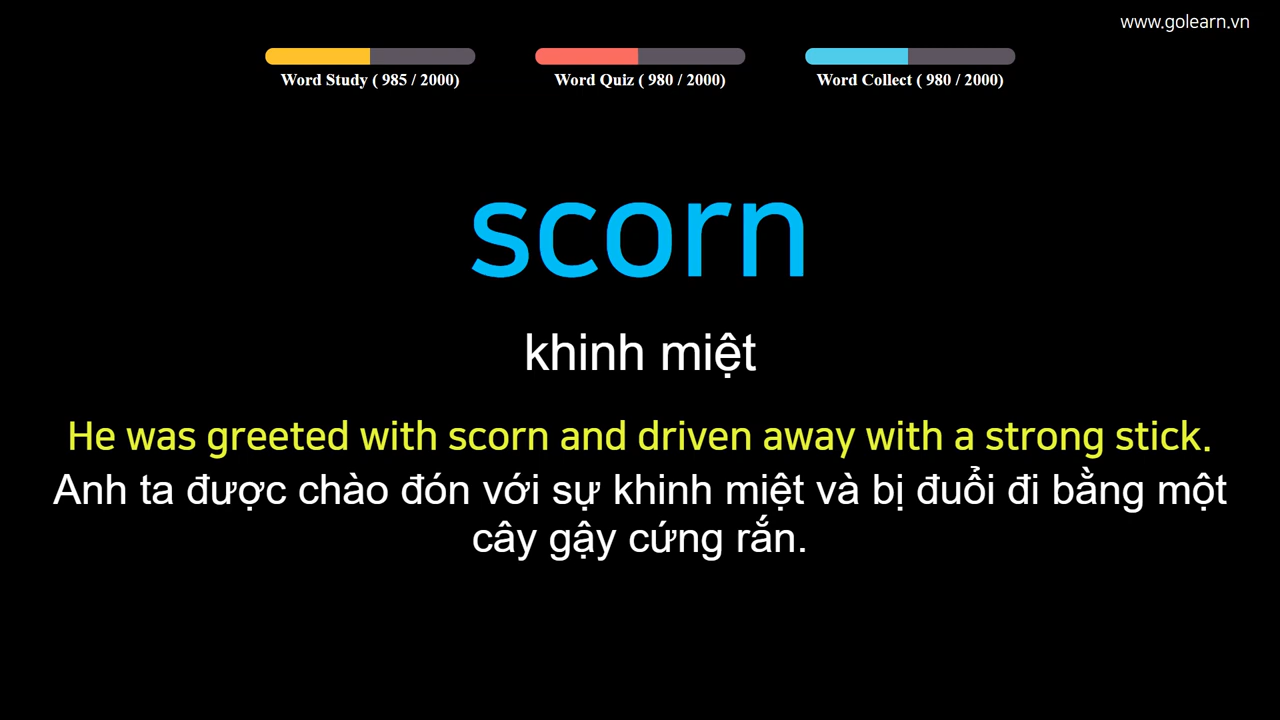 www.golearn.vn
Word Study ( 985 / 2000) Word Quiz ( 980 / 2000) Word Collect ( 980 / 2000)
scorn
khinh miệt
He was greeted with scorn and driven away with a strong stick.
Anh ta được chào đón với sự khinh miệt và bị đuổi đi bằng một
cây gậy cứng rắn.